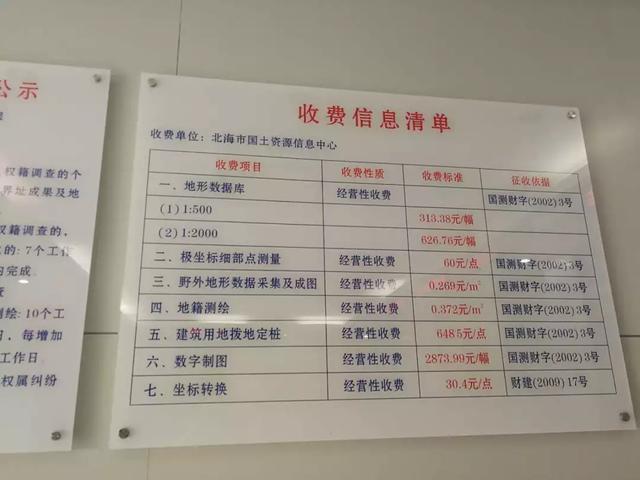 公示
权籍调查的个
界址成果及地
权籍调查的,
的: 7个工作
内完成.
测绘: 10个工
日, 每增加
工作日.
权属纠纷
收费信息清单
收费单位: 北海市国土资源信息中心
收费项目 收费性质 收费标准 征收依据
一、地形数据库 经营性收费 国测财字(2002)3号
(1) 1:500 313.38元/幅
(2) 1:2000 626.76元/幅
二、极坐标细部点测量 经营性收费 60元/点 国测财字(2002)3号
三、野外地形数据采集及成图 经营性收费 0.269元/m² 国测财字(2002)3号
四、地籍测绘 经营性收费 0.372元/m² 国测财字(2002)3号
五、建筑用地拨地定桩 经营性收费 648.5元/点 国测财字(2002)3号
六、数字制图 经营性收费 2873.99元/幅 国测财字(2002)3号
七、坐标转换 经营性收费 30.4元/点 财建(2009)17号